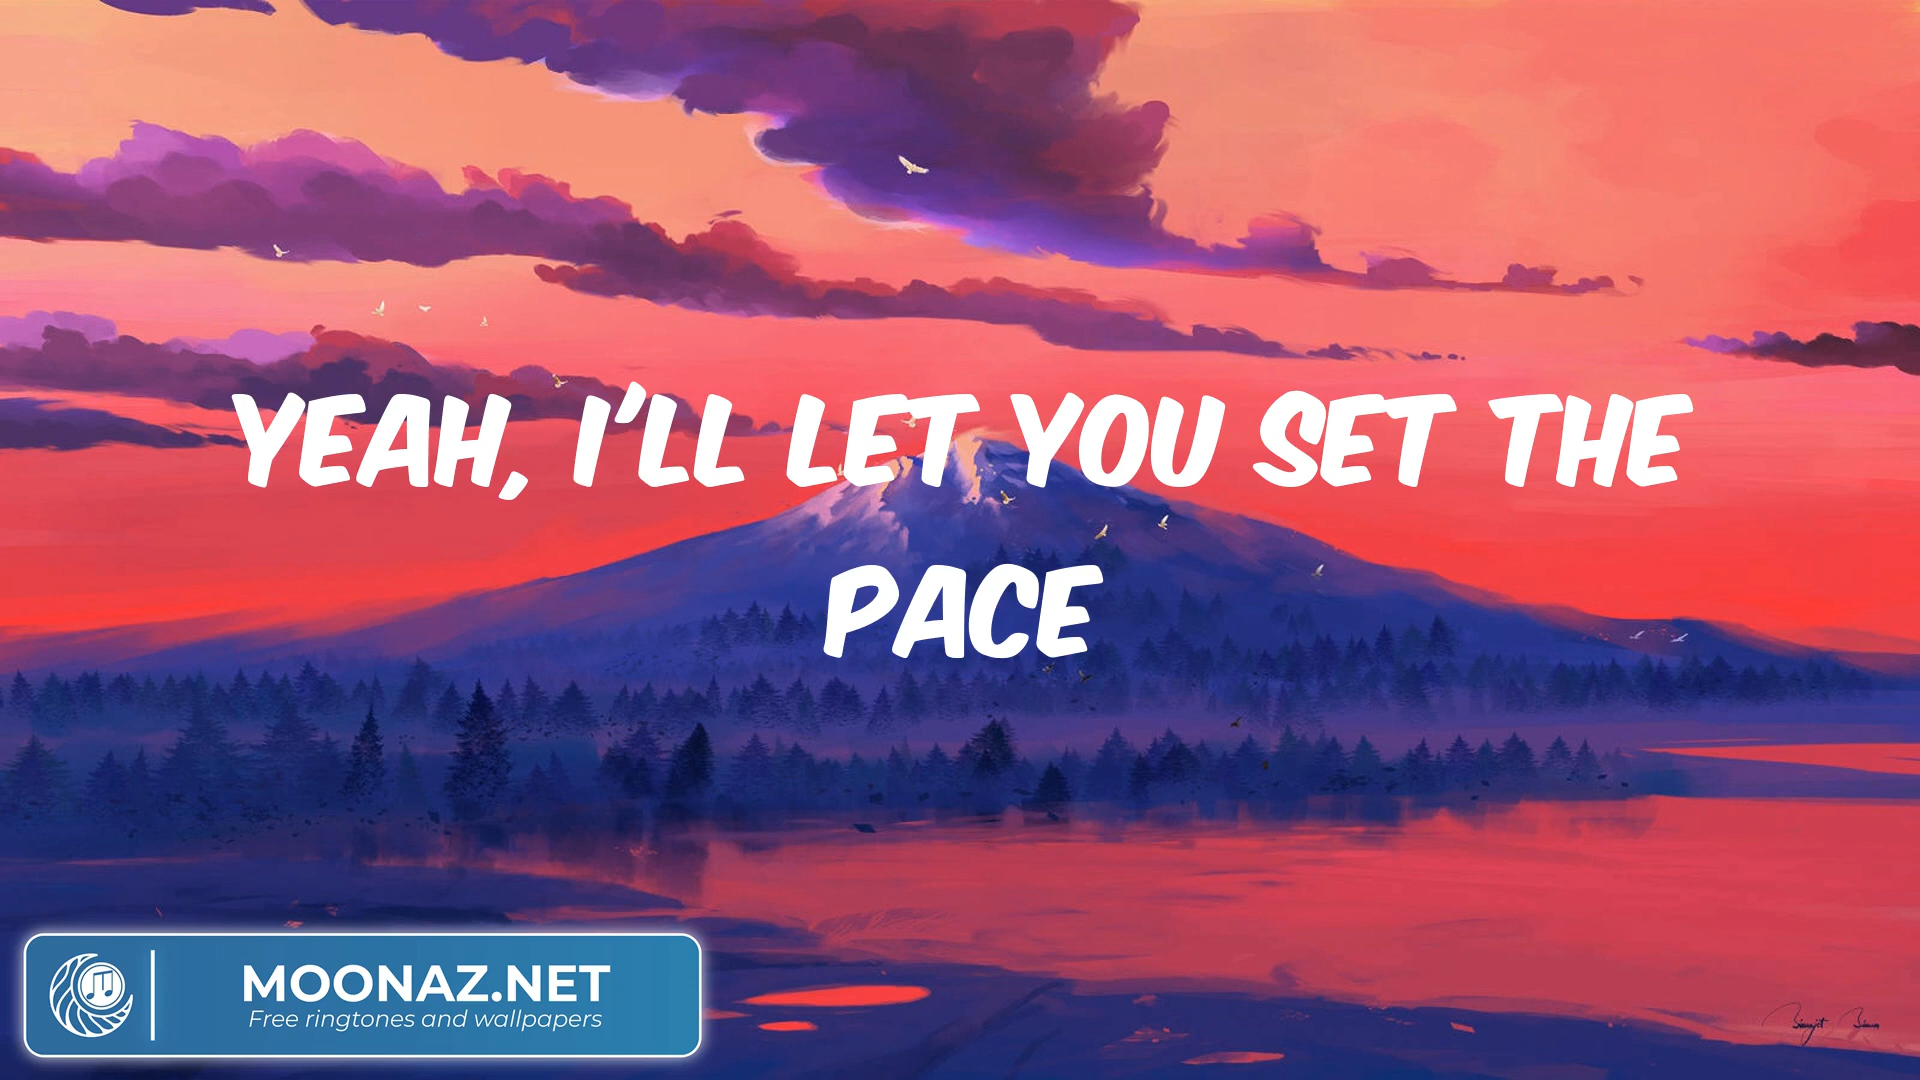 YEAH, I'LL LET YOU SET THE
PACE
MOONAZ.NET
Free ringtones and wallpapers